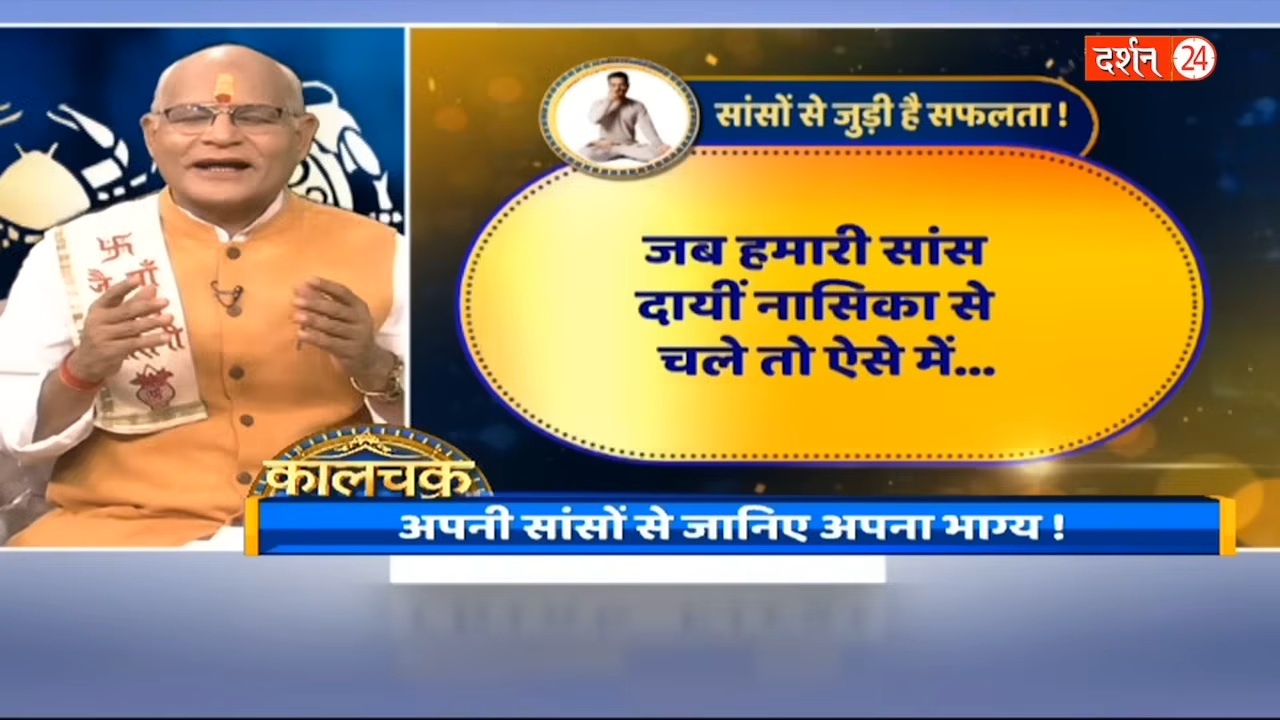 दर्शन 24
सांसों से जुड़ी है सफलता !
जब हमारी सांस
दायीं नासिका से
चले तो ऐसे में...
कालचक्र
अपनी सांसों से जानिए अपना भाग्य !